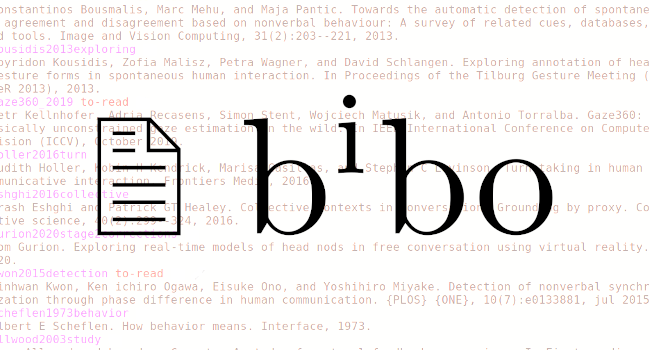 onstantinos Bousmalis, Marc Mehu, and Maja Pantic. Towards the automatic detection of spontane
agreement and disagreement based on nonverbal behaviour: A survey of related cues, databases,
d tools. Image and Vision Computing, 31(2):203--221, 2013.
ousidis2013exploring
pyridon Kousidis, Zofia Malisz, Petra Wagner, and David Schlangen. Exploring annotation of hea
esture forms in spontaneous human interaction. In Proceedings of the Tilburg Gesture Meeting (
eR 2013), 2013.
aze360_2019 to-read
etr Kellnhofer, Adria Recasens, Simon Stent, Wojciech Matusik, and Antonio Torralba. Gaze360:
sically unconstrained gaze estimation in the wild. In IEEE International Conference on Compute
ision (ICCV), October 2019.
oller2016turn
udith Holler, Kobin H Kendrick, Marisa Casillas, and Stephen C Levinson. Turn-taking in human
municative interaction. Frontiers Media, 2016.
shghi2016collective
rash Eshghi and Patrick GT Healey. Collective contexts in conversation: Grounding by proxy. Co
tive science, 40(2):299--324, 2016.
urion2020stage2corrections
om Gurion. Exploring real-time models of head nods in free conversation using virtual reality.
20.
won2015detection to-read
inhwan Kwon, Ken ichiro Ogawa, Eisuke Ono, and Yoshihiro Miyake. Detection of nonverbal synchr
zation through phase difference in human communication. {PLOS} {ONE}, 10(7):e0133881, jul 2015
cheflen1973behavior
lbert E Scheflen. How behavior means. Interface, 1973.
llwood2003study
bibo